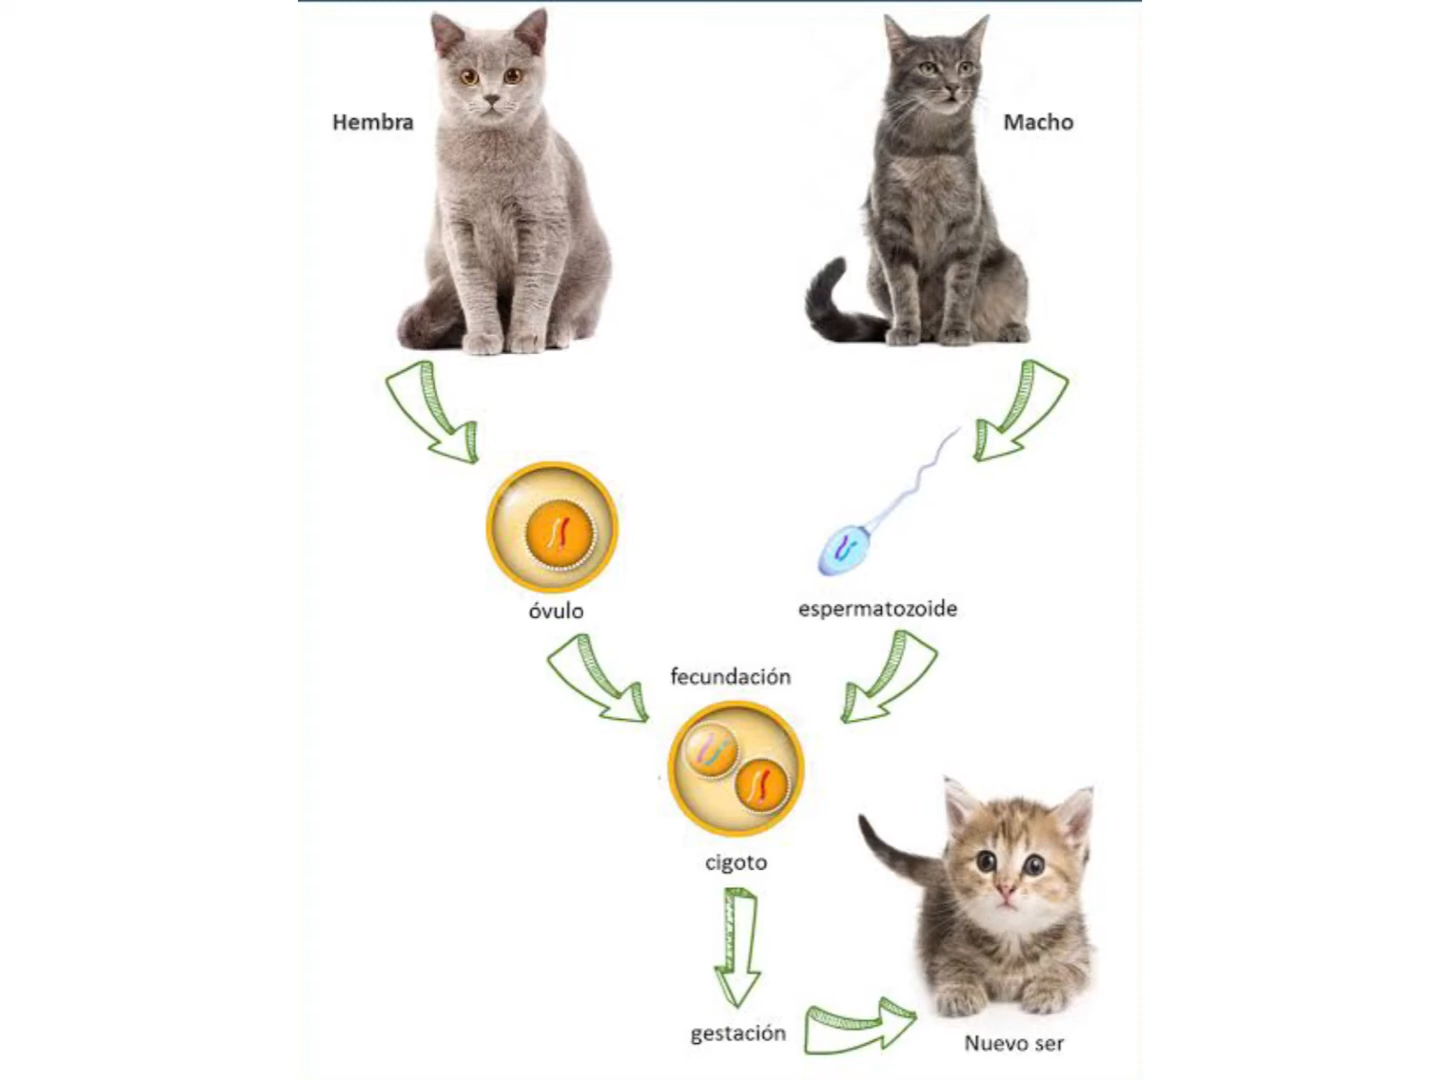 Hembra
Macho
óvulo
espermatozoide
fecundación
cigoto
gestación
Nuevo ser